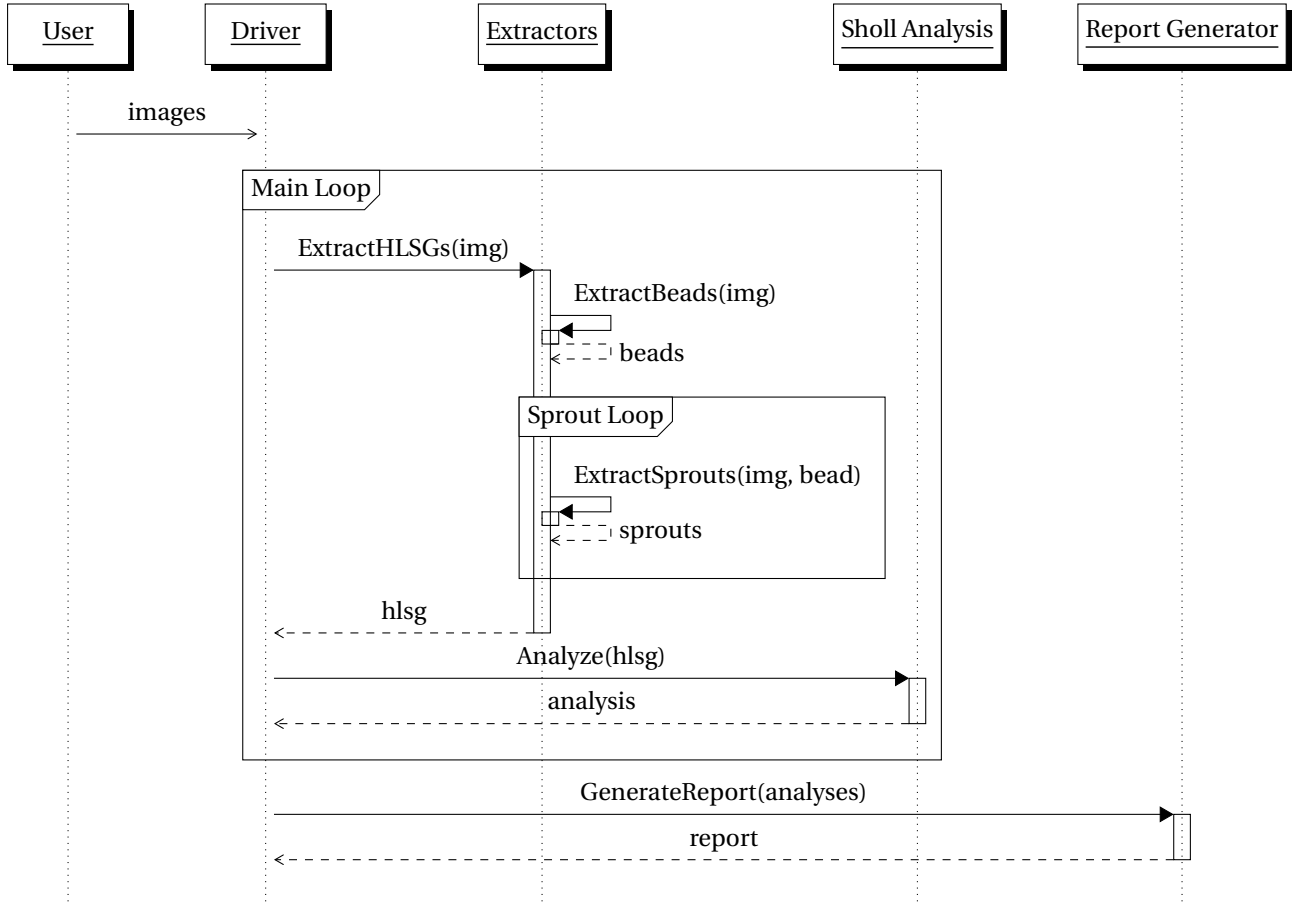 User
Driver
Extractors
Sholl Analysis
Report Generator
images
Main Loop
ExtractHLSGs(img)
ExtractBeads(img)
beads
Sprout Loop
ExtractSprouts(img, bead)
sprouts
hlsg
Analyze(hlsg)
analysis
GenerateReport(analyses)
report